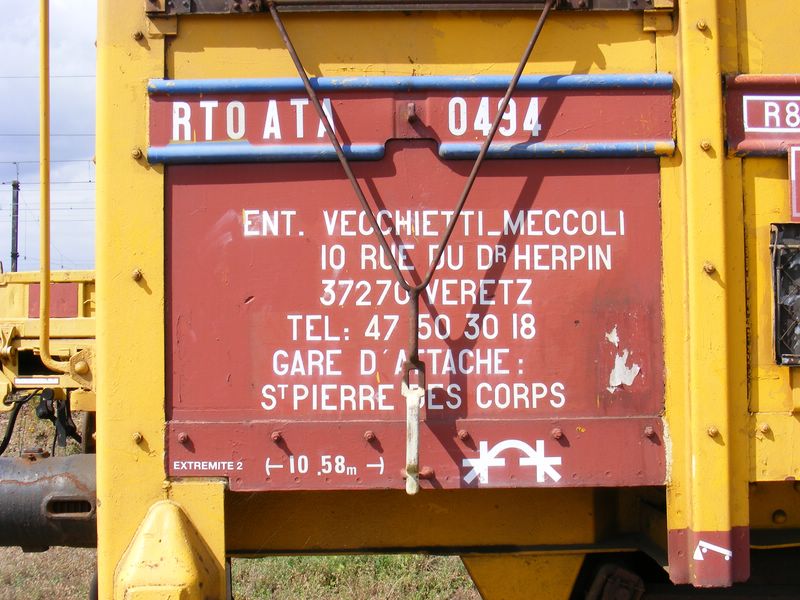 RTO ATA 0494
R8
ENT. VECCHIETTI_MECCOLI
10 RUE DU DR HERPIN
37270 VERETZ
TEL: 47 50 30 18
GARE D'ATTACHE :
ST PIERRE DES CORPS
EXTREMITE 2 ⊢10.58m⊣